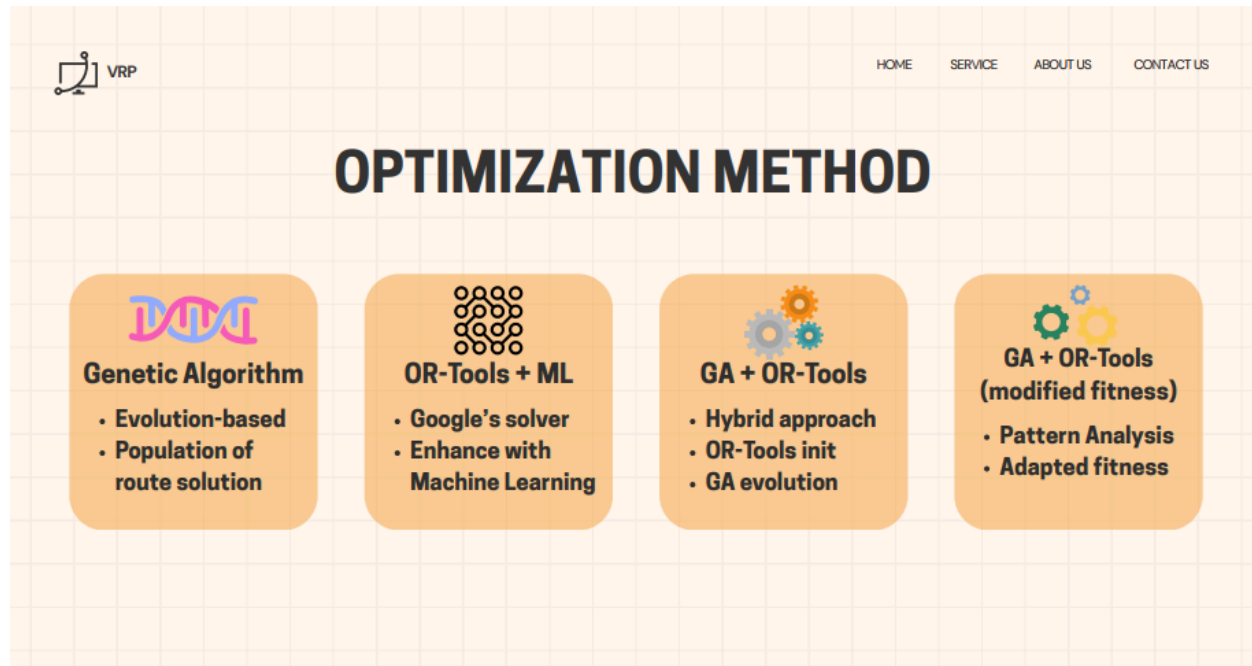 VRP
HOME
SERVICE
ABOUT US
CONTACT US
OPTIMIZATION METHOD
Genetic Algorithm
• Evolution-based
• Population of
route solution
OR-Tools + ML
• Google's solver
• Enhance with
Machine Learning
GA + OR-Tools
• Hybrid approach
• OR-Tools init
• GA evolution
GA + OR-Tools
(modified fitness)
• Pattern Analysis
• Adapted fitness